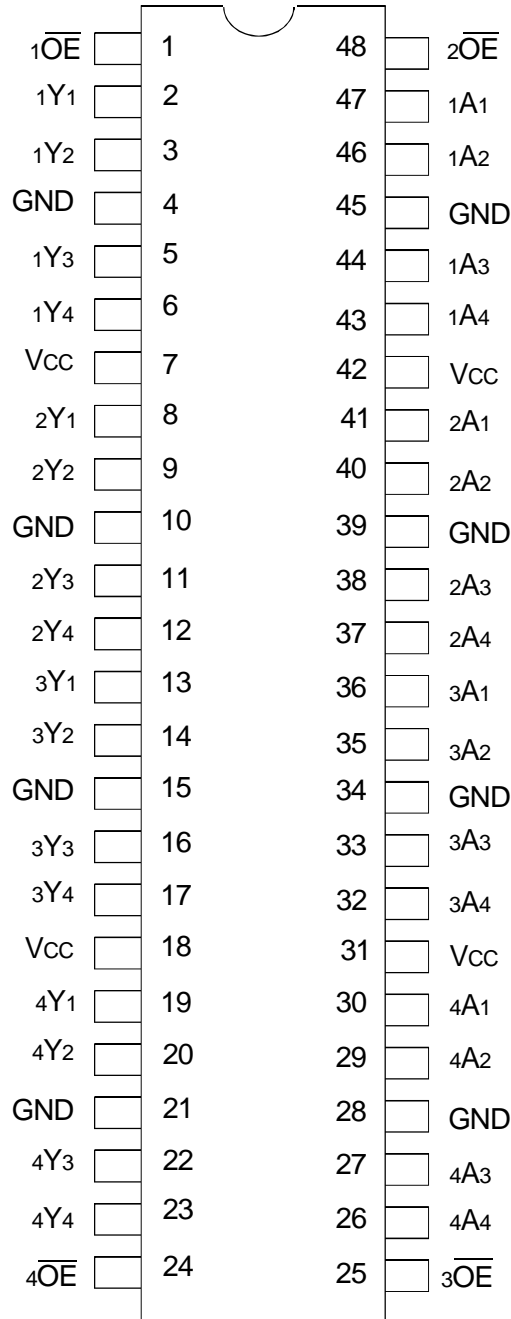 1O̅E̅ 1 48 2O̅E̅
1Y1 2 47 1A1
1Y2 3 46 1A2
GND 4 45 GND
1Y3 5 44 1A3
1Y4 6 43 1A4
VCC 7 42 VCC
2Y1 8 41 2A1
2Y2 9 40 2A2
GND 10 39 GND
2Y3 11 38 2A3
2Y4 12 37 2A4
3Y1 13 36 3A1
3Y2 14 35 3A2
GND 15 34 GND
3Y3 16 33 3A3
3Y4 17 32 3A4
VCC 18 31 VCC
4Y1 19 30 4A1
4Y2 20 29 4A2
GND 21 28 GND
4Y3 22 27 4A3
4Y4 23 26 4A4
4O̅E̅ 24 25 3O̅E̅